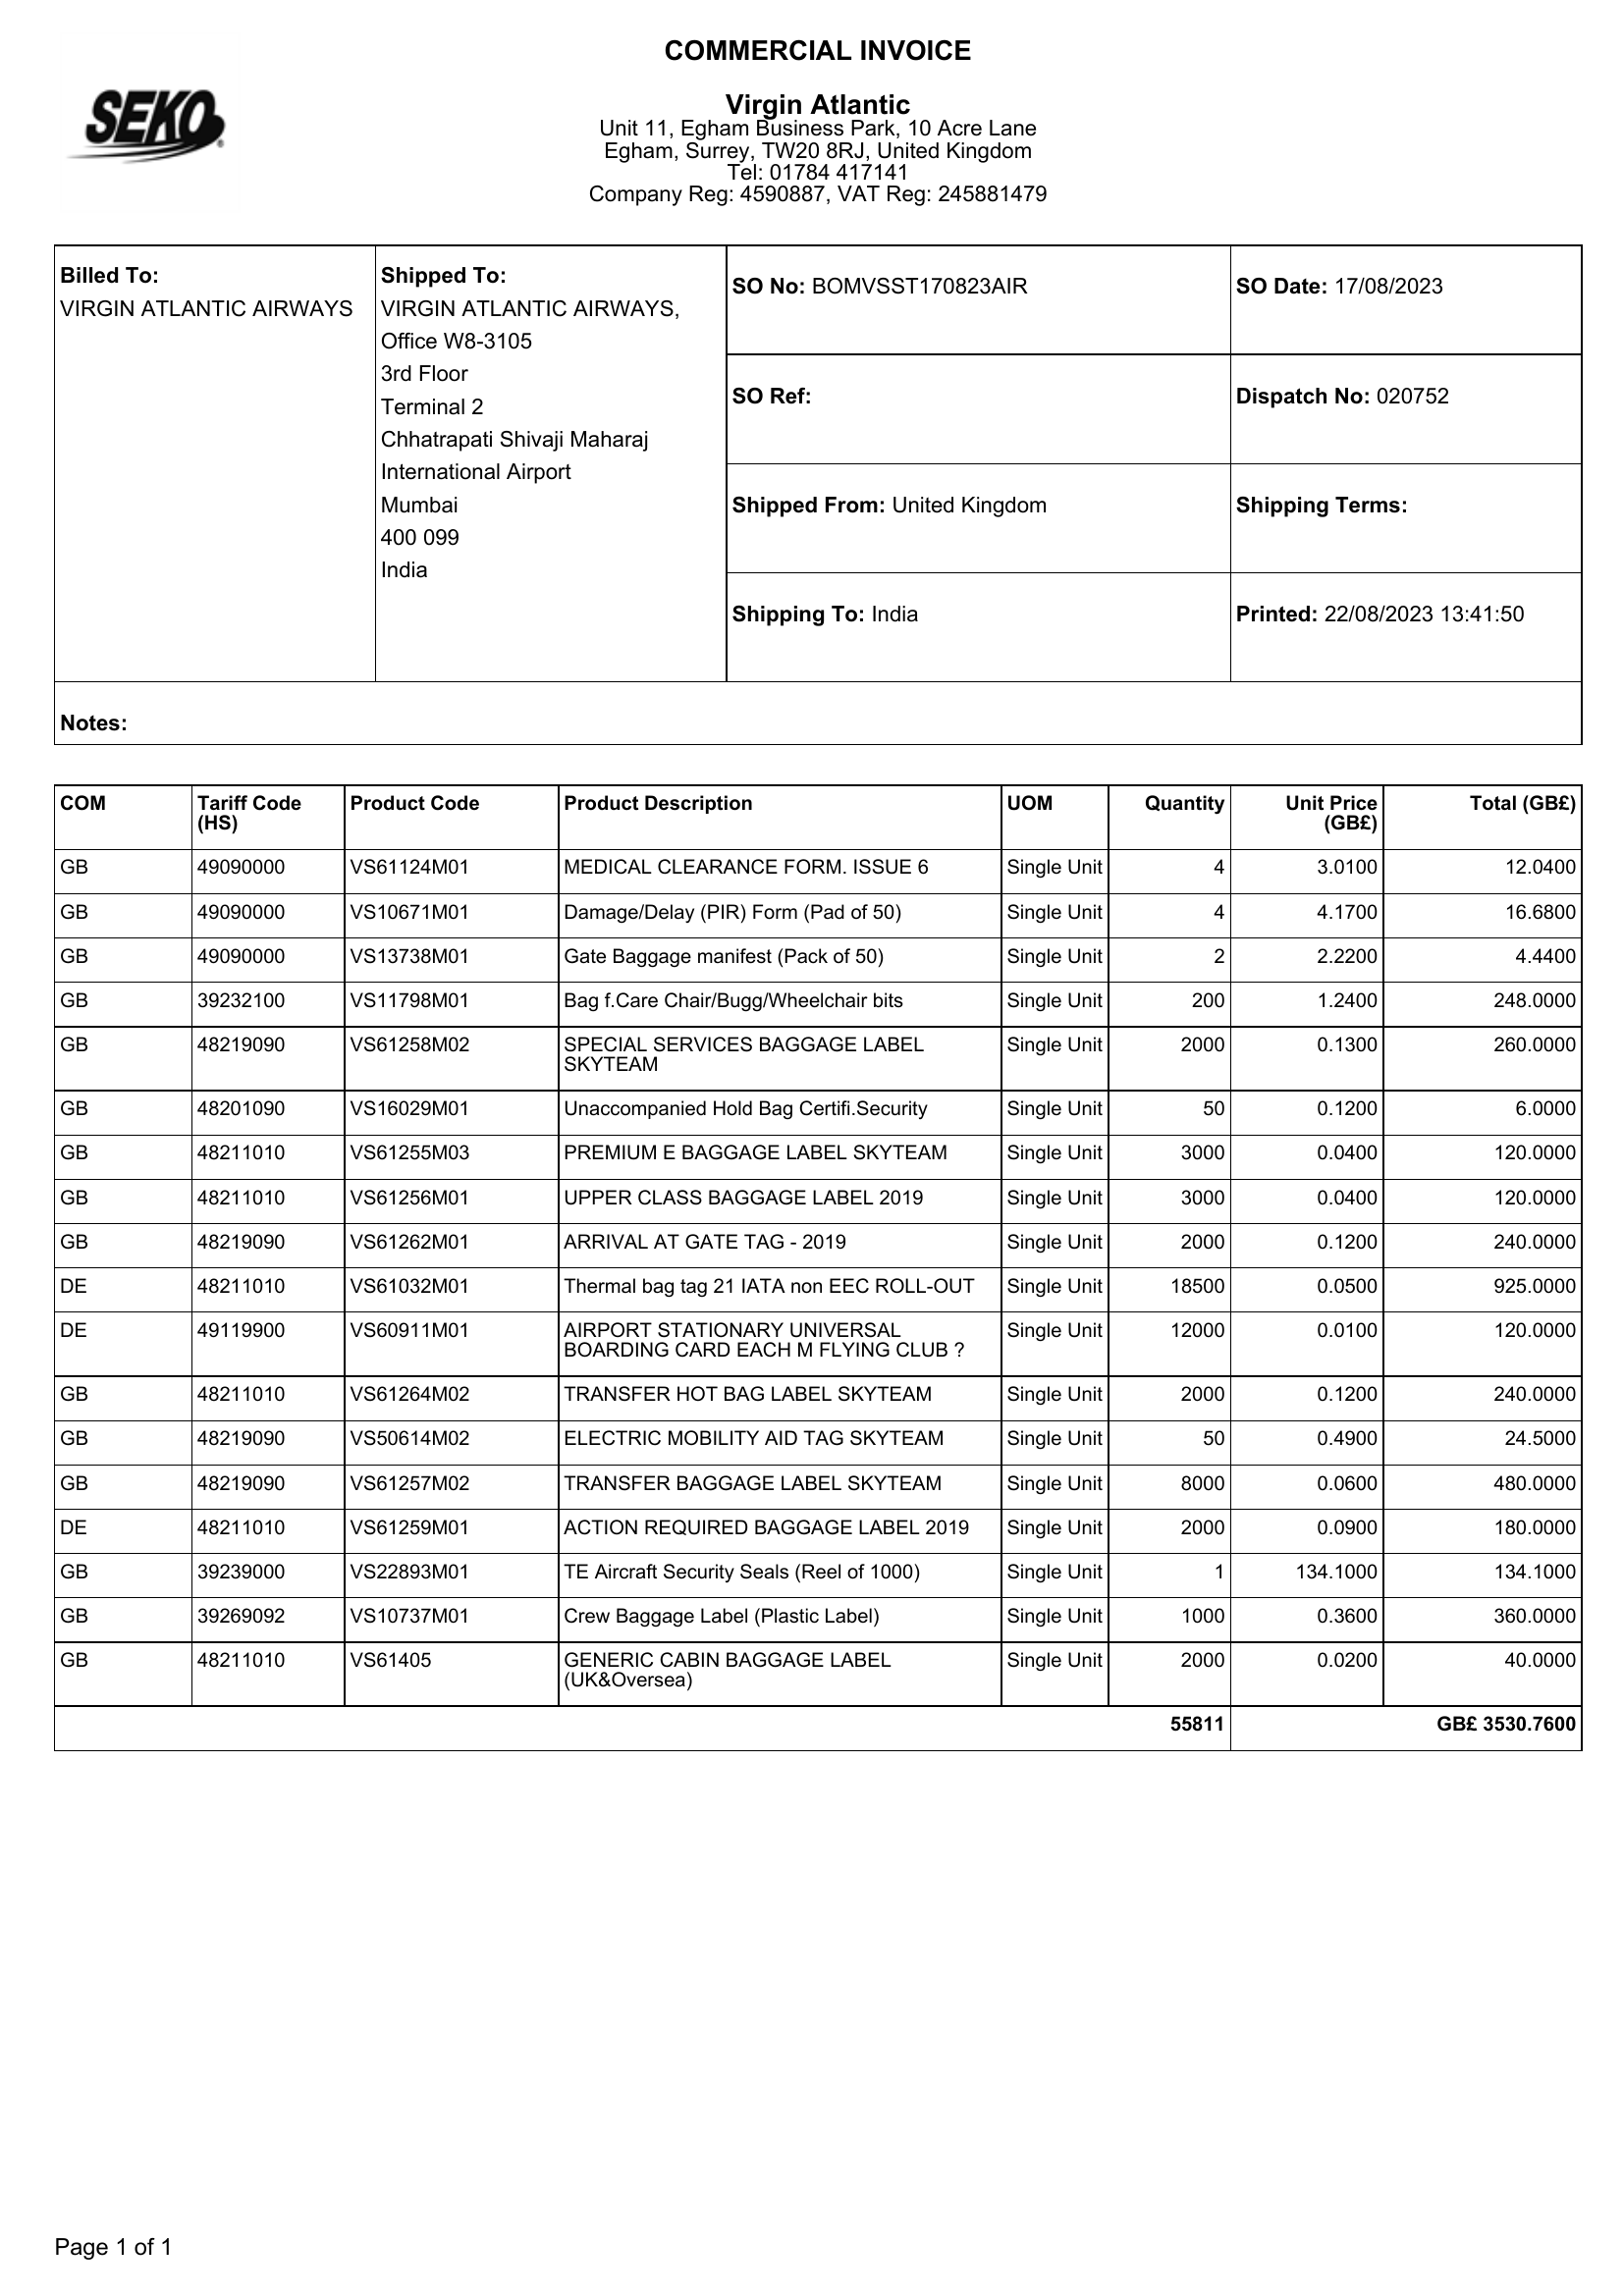 COMMERCIAL INVOICE
SEKO®
Virgin Atlantic
Unit 11, Egham Business Park, 10 Acre Lane
Egham, Surrey, TW20 8RJ, United Kingdom
Tel: 01784 417141
Company Reg: 4590887, VAT Reg: 245881479
Billed To:
VIRGIN ATLANTIC AIRWAYS
Shipped To:
VIRGIN ATLANTIC AIRWAYS,
Office W8-3105
3rd Floor
Terminal 2
Chhatrapati Shivaji Maharaj
International Airport
Mumbai
400 099
India
SO No: BOMVSST170823AIR
SO Date: 17/08/2023
SO Ref:
Dispatch No: 020752
Shipped From: United Kingdom
Shipping Terms:
Shipping To: India
Printed: 22/08/2023 13:41:50
Notes:
COM Tariff Code (HS) Product Code Product Description UOM Quantity Unit Price (GB£) Total (GB£)
GB 49090000 VS61124M01 MEDICAL CLEARANCE FORM. ISSUE 6 Single Unit 4 3.0100 12.0400
GB 49090000 VS10671M01 Damage/Delay (PIR) Form (Pad of 50) Single Unit 4 4.1700 16.6800
GB 49090000 VS13738M01 Gate Baggage manifest (Pack of 50) Single Unit 2 2.2200 4.4400
GB 39232100 VS11798M01 Bag f.Care Chair/Bugg/Wheelchair bits Single Unit 200 1.2400 248.0000
GB 48219090 VS61258M02 SPECIAL SERVICES BAGGAGE LABEL SKYTEAM Single Unit 2000 0.1300 260.0000
GB 48201090 VS16029M01 Unaccompanied Hold Bag Certifi.Security Single Unit 50 0.1200 6.0000
GB 48211010 VS61255M03 PREMIUM E BAGGAGE LABEL SKYTEAM Single Unit 3000 0.0400 120.0000
GB 48211010 VS61256M01 UPPER CLASS BAGGAGE LABEL 2019 Single Unit 3000 0.0400 120.0000
GB 48219090 VS61262M01 ARRIVAL AT GATE TAG - 2019 Single Unit 2000 0.1200 240.0000
DE 48211010 VS61032M01 Thermal bag tag 21 IATA non EEC ROLL-OUT Single Unit 18500 0.0500 925.0000
DE 49119900 VS60911M01 AIRPORT STATIONARY UNIVERSAL BOARDING CARD EACH M FLYING CLUB ? Single Unit 12000 0.0100 120.0000
GB 48211010 VS61264M02 TRANSFER HOT BAG LABEL SKYTEAM Single Unit 2000 0.1200 240.0000
GB 48219090 VS50614M02 ELECTRIC MOBILITY AID TAG SKYTEAM Single Unit 50 0.4900 24.5000
GB 48219090 VS61257M02 TRANSFER BAGGAGE LABEL SKYTEAM Single Unit 8000 0.0600 480.0000
DE 48211010 VS61259M01 ACTION REQUIRED BAGGAGE LABEL 2019 Single Unit 2000 0.0900 180.0000
GB 39239000 VS22893M01 TE Aircraft Security Seals (Reel of 1000) Single Unit 1 134.1000 134.1000
GB 39269092 VS10737M01 Crew Baggage Label (Plastic Label) Single Unit 1000 0.3600 360.0000
GB 48211010 VS61405 GENERIC CABIN BAGGAGE LABEL (UK&Oversea) Single Unit 2000 0.0200 40.0000
55811 GB£ 3530.7600
Page 1 of 1